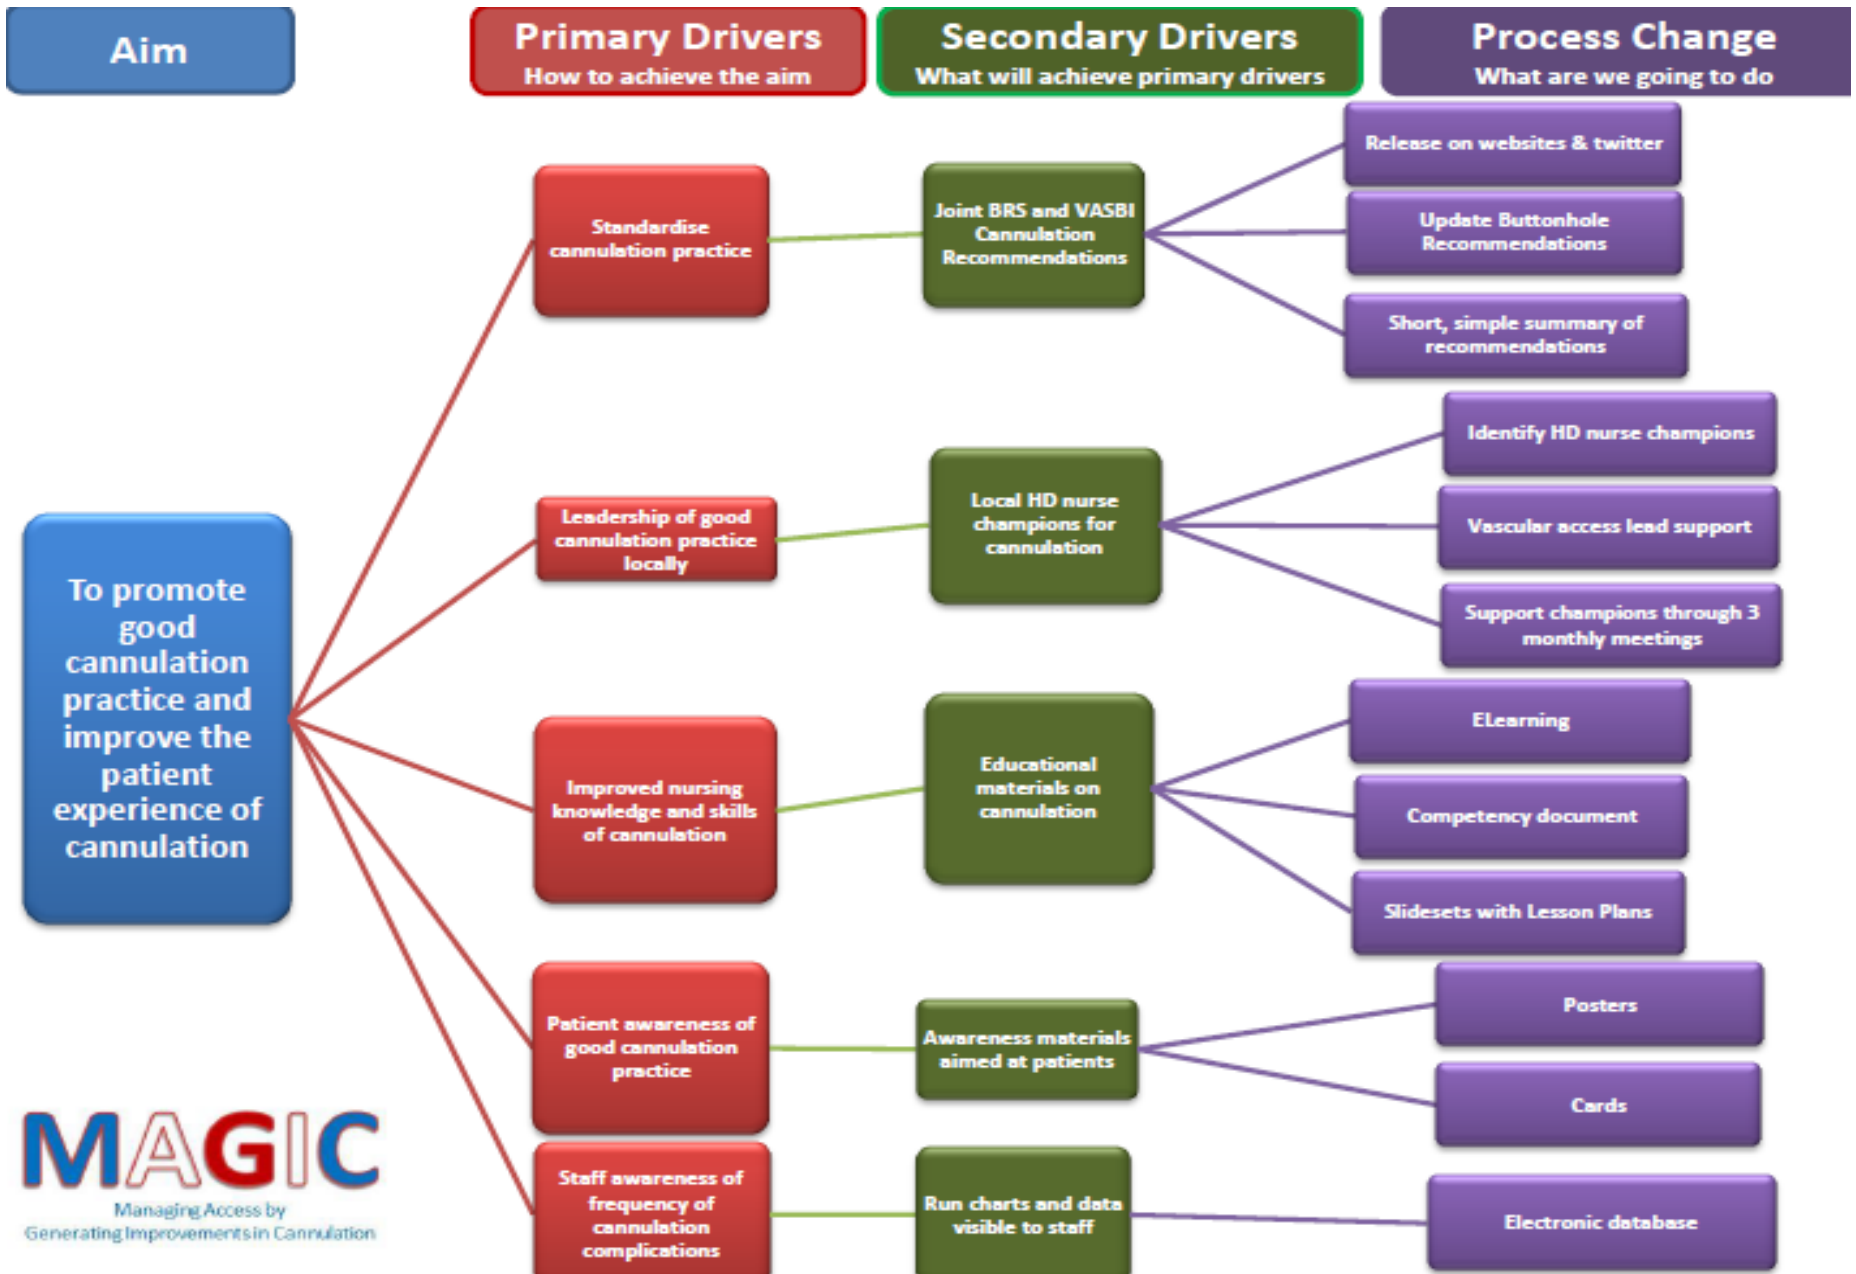 Aim
Primary Drivers
How to achieve the aim
Secondary Drivers
What will achieve primary drivers
Process Change
What are we going to do
To promote
good
cannulation
practice and
improve the
patient
experience of
cannulation
Standardise
cannulation practice
Joint BRS and VASBI
Cannulation
Recommendations
Release on websites & twitter
Update Buttonhole
Recommendations
Short, simple summary of
recommendations
Leadership of good
cannulation practice
locally
Local HD nurse
champions for
cannulation
Identify HD nurse champions
Vascular access lead support
Support champions through 3
monthly meetings
Improved nursing
knowledge and skills
of cannulation
Educational
materials on
cannulation
ELearning
Competency document
Slidesets with Lesson Plans
Patient awareness of
good cannulation
practice
Awareness materials
aimed at patients
Posters
Cards
Staff awareness of
frequency of
cannulation
complications
Run charts and data
visible to staff
Electronic database
MAGIC
Managing Access by
Generating Improvements in Cannulation